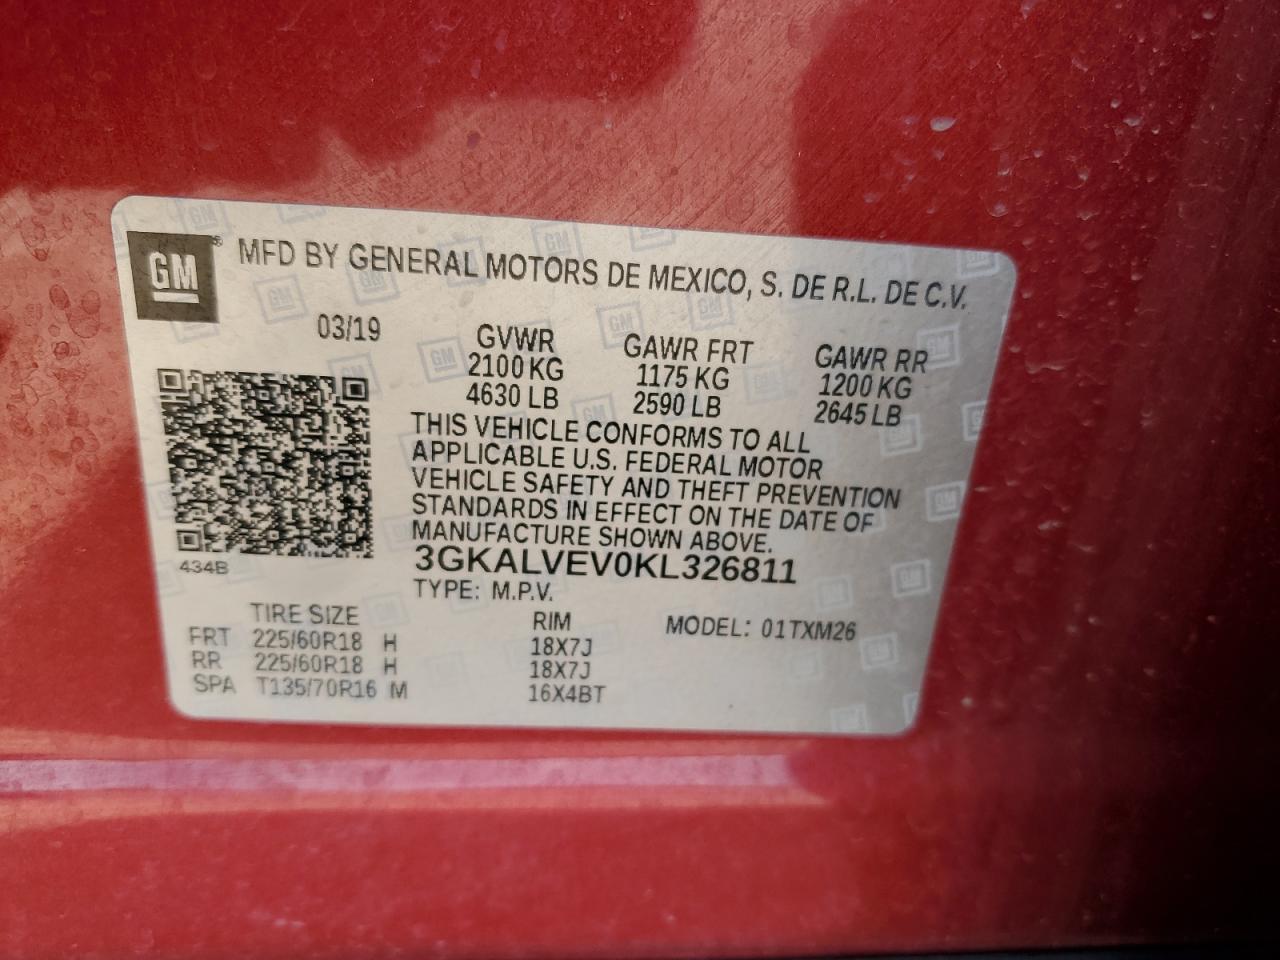 GM
MFD BY GENERAL MOTORS DE MEXICO, S. DE R.L. DE C.V.
03/19
GVWR GAWR FRT GAWR RR
2100 KG 1175 KG 1200 KG
4630 LB 2590 LB 2645 LB
THIS VEHICLE CONFORMS TO ALL
APPLICABLE U.S. FEDERAL MOTOR
VEHICLE SAFETY AND THEFT PREVENTION
STANDARDS IN EFFECT ON THE DATE OF
MANUFACTURE SHOWN ABOVE.
3GKALVEV0KL326811
434B
TYPE: M.P.V.
TIRE SIZE RIM MODEL: 01TXM26
FRT 225/60R18 H 18X7J
RR 225/60R18 H 18X7J
SPA T135/70R16 M 16X4BT